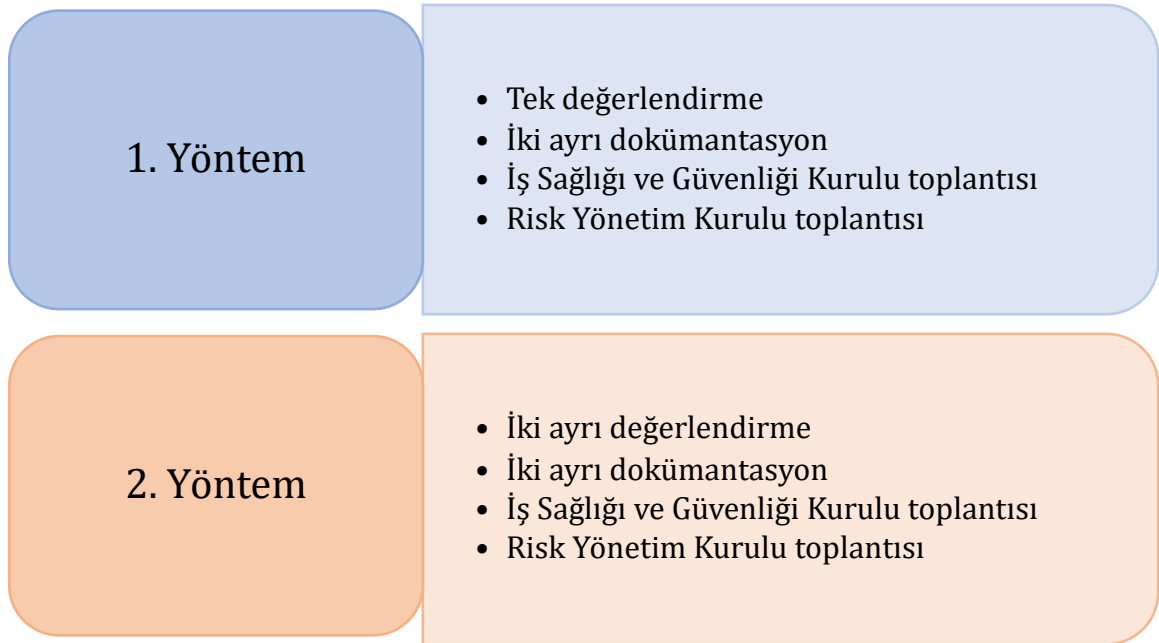 1. Yöntem
• Tek değerlendirme
• İki ayrı dokümantasyon
• İş Sağlığı ve Güvenliği Kurulu toplantısı
• Risk Yönetim Kurulu toplantısı
2. Yöntem
• İki ayrı değerlendirme
• İki ayrı dokümantasyon
• İş Sağlığı ve Güvenliği Kurulu toplantısı
• Risk Yönetim Kurulu toplantısı